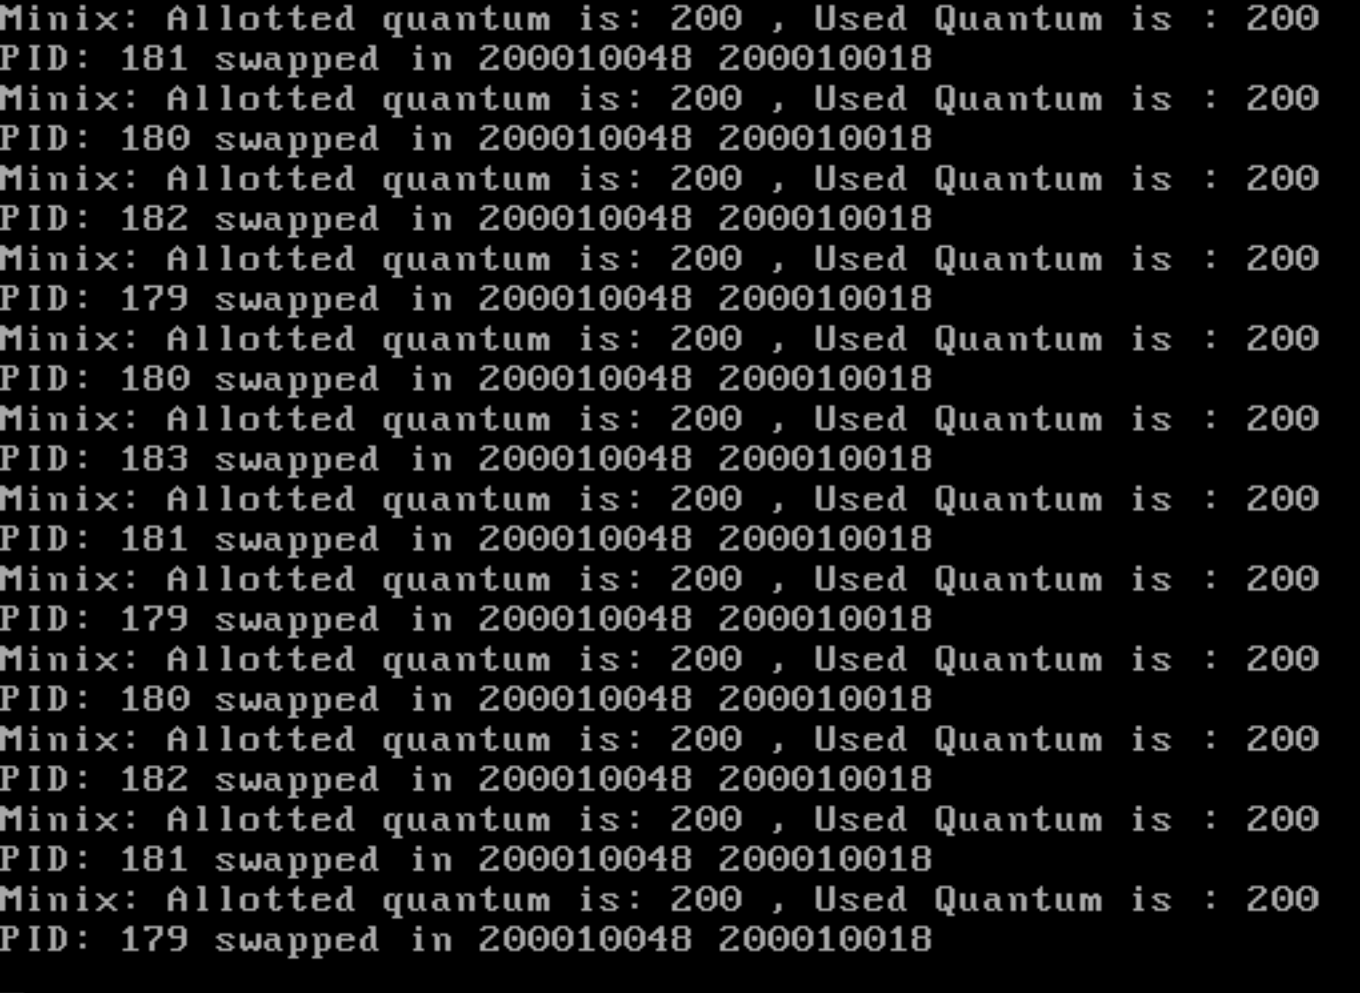 Minix: Allotted quantum is: 200 , Used Quantum is : 200
PID: 181 swapped in 200010048 200010018
Minix: Allotted quantum is: 200 , Used Quantum is : 200
PID: 180 swapped in 200010048 200010018
Minix: Allotted quantum is: 200 , Used Quantum is : 200
PID: 182 swapped in 200010048 200010018
Minix: Allotted quantum is: 200 , Used Quantum is : 200
PID: 179 swapped in 200010048 200010018
Minix: Allotted quantum is: 200 , Used Quantum is : 200
PID: 180 swapped in 200010048 200010018
Minix: Allotted quantum is: 200 , Used Quantum is : 200
PID: 183 swapped in 200010048 200010018
Minix: Allotted quantum is: 200 , Used Quantum is : 200
PID: 181 swapped in 200010048 200010018
Minix: Allotted quantum is: 200 , Used Quantum is : 200
PID: 179 swapped in 200010048 200010018
Minix: Allotted quantum is: 200 , Used Quantum is : 200
PID: 180 swapped in 200010048 200010018
Minix: Allotted quantum is: 200 , Used Quantum is : 200
PID: 182 swapped in 200010048 200010018
Minix: Allotted quantum is: 200 , Used Quantum is : 200
PID: 181 swapped in 200010048 200010018
Minix: Allotted quantum is: 200 , Used Quantum is : 200
PID: 179 swapped in 200010048 200010018